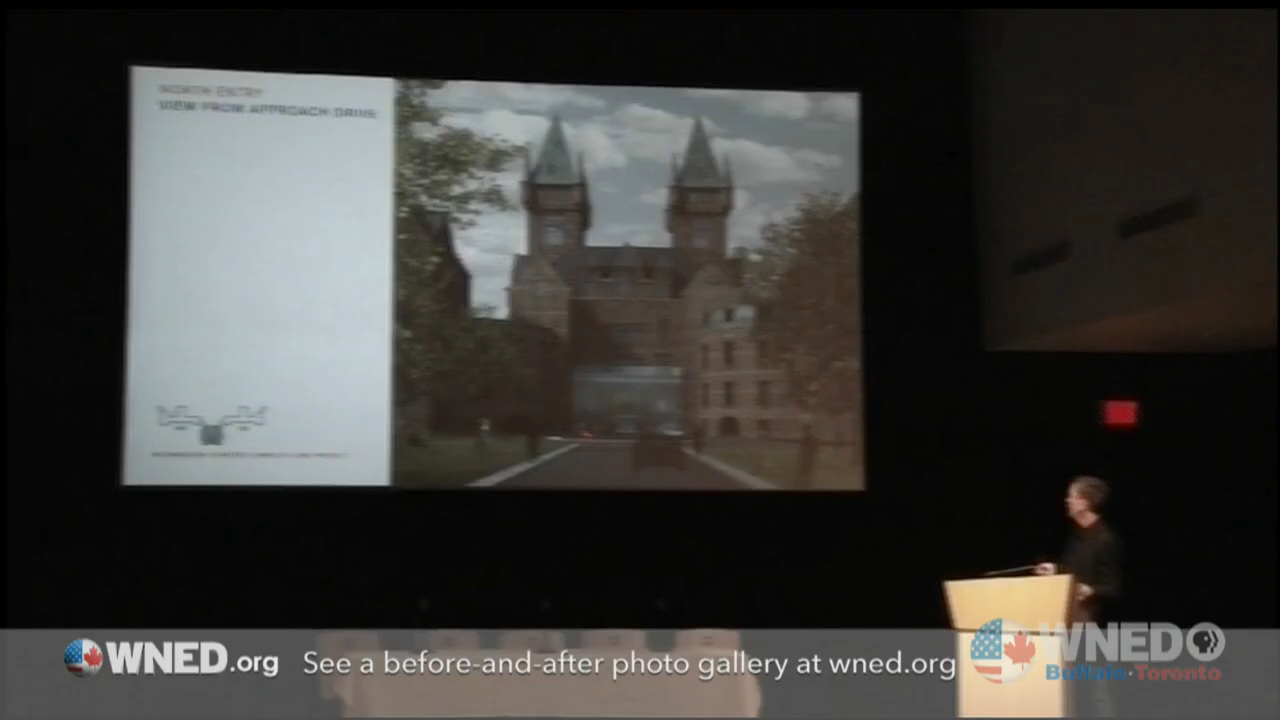 NORTH ENTRY
VIEW FROM APPROACH DRIVE
WNED.org
See a before-and-after photo gallery at wned.org
WNED
PBS
Buffalo·Toronto